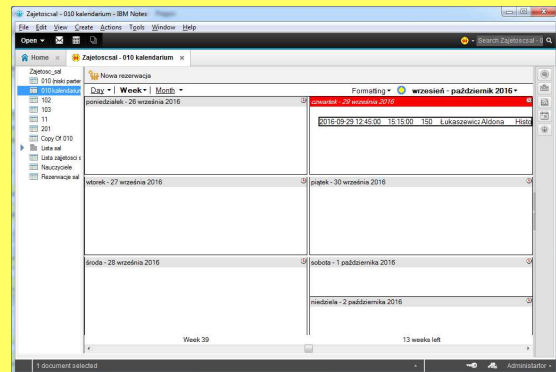 Zajetoscsal - 010 kalendarium - IBM Notes
File Edit View Create Actions Tools Window Help
Open
Search Zajetoscsal - 0
Home
Zajetoscsal - 010 kalendarium
Zajetosc_sal
010 (niski parter
010 kalendarium
102
103
11
201
Copy Of 010
Lista sal
Lista zajetosci s
Nauczyciele
Rezerwacje sal
Nowa rezerwacja
Day Week Month
Formatting wrzesień - październik 2016
poniedziałek - 26 września 2016
czwartek - 29 września 2016
2016-09-29 12:45:00 15:15:00 150 Łukaszewicz Aldona Histo
wtorek - 27 września 2016
piątek - 30 września 2016
środa - 28 września 2016
sobota - 1 października 2016
niedziela - 2 października 2016
Week 39
13 weeks left
1 document selected
Administartor